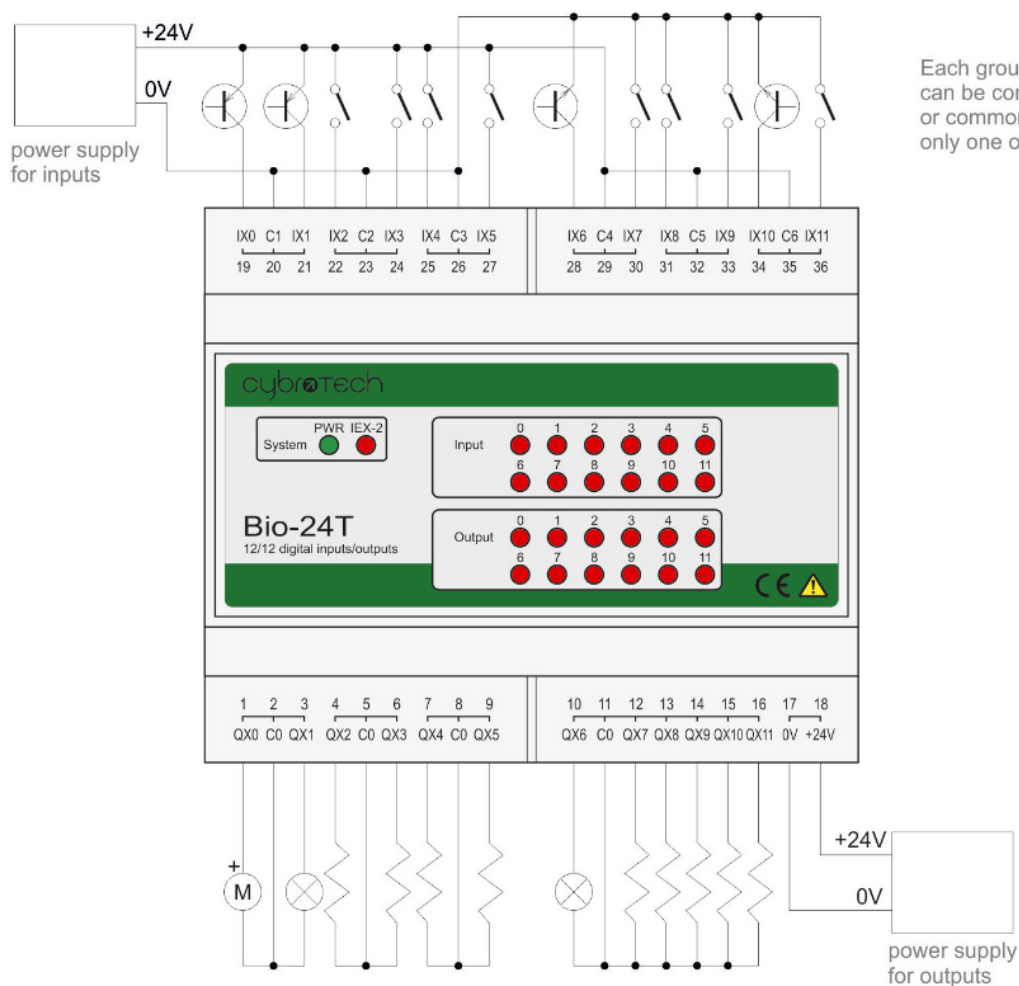 +24V
0V
power supply
for inputs
Each grou
can be con
or common
only one o
IX0 C1 IX1 IX2 C2 IX3 IX4 C3 IX5 IX6 C4 IX7 IX8 C5 IX9 IX10 C6 IX11
19 20 21 22 23 24 25 26 27 28 29 30 31 32 33 34 35 36
cybrotech
PWR IEX-2
System
Input
0 1 2 3 4 5
6 7 8 9 10 11
Bio-24T
12/12 digital inputs/outputs
Output
0 1 2 3 4 5
6 7 8 9 10 11
CE
1 2 3 4 5 6 7 8 9 10 11 12 13 14 15 16 17 18
QX0 C0 QX1 QX2 C0 QX3 QX4 C0 QX5 QX6 C0 QX7 QX8 QX9 QX10 QX11 0V +24V
+
M
+24V
0V
power supply
for outputs